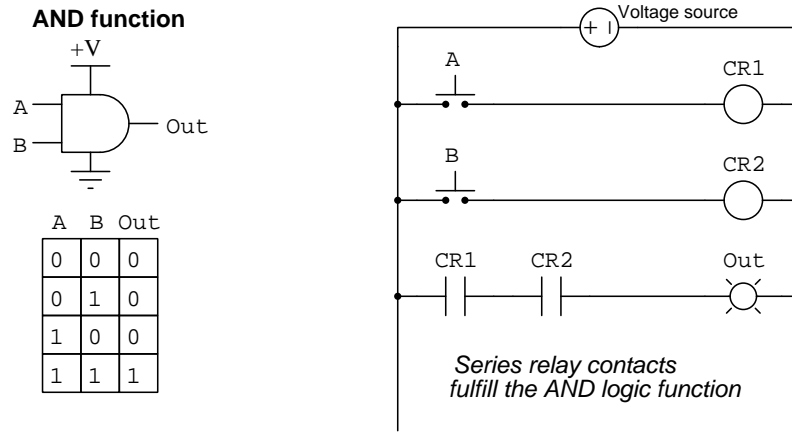 AND function
+V
A
B
Out
A B Out
0 0 0
0 1 0
1 0 0
1 1 1
Voltage source
+ -
A
CR1
B
CR2
CR1 CR2 Out
Series relay contacts
fulfill the AND logic function